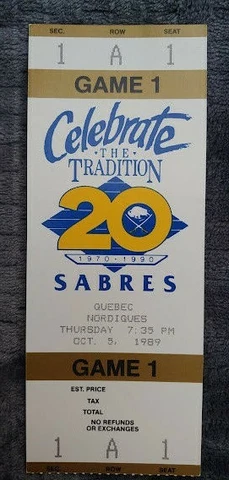 SEC. ROW SEAT
1 A 1
GAME 1
Celebrate
• THE •
TRADITION
20
1970 • 1990
SABRES
QUEBEC
NORDIQUES
THURSDAY 7:35 PM
OCT. 5, 1989
GAME 1
EST. PRICE
TAX
TOTAL
NO REFUNDS
OR EXCHANGES
1 A 1
SEC. ROW SEAT